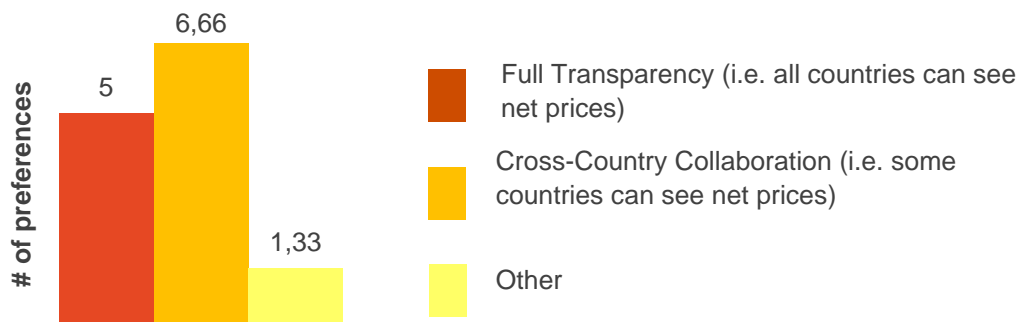 6,66
5
1,33
# of preferences
Full Transparency (i.e. all countries can see
net prices)
Cross-Country Collaboration (i.e. some
countries can see net prices)
Other